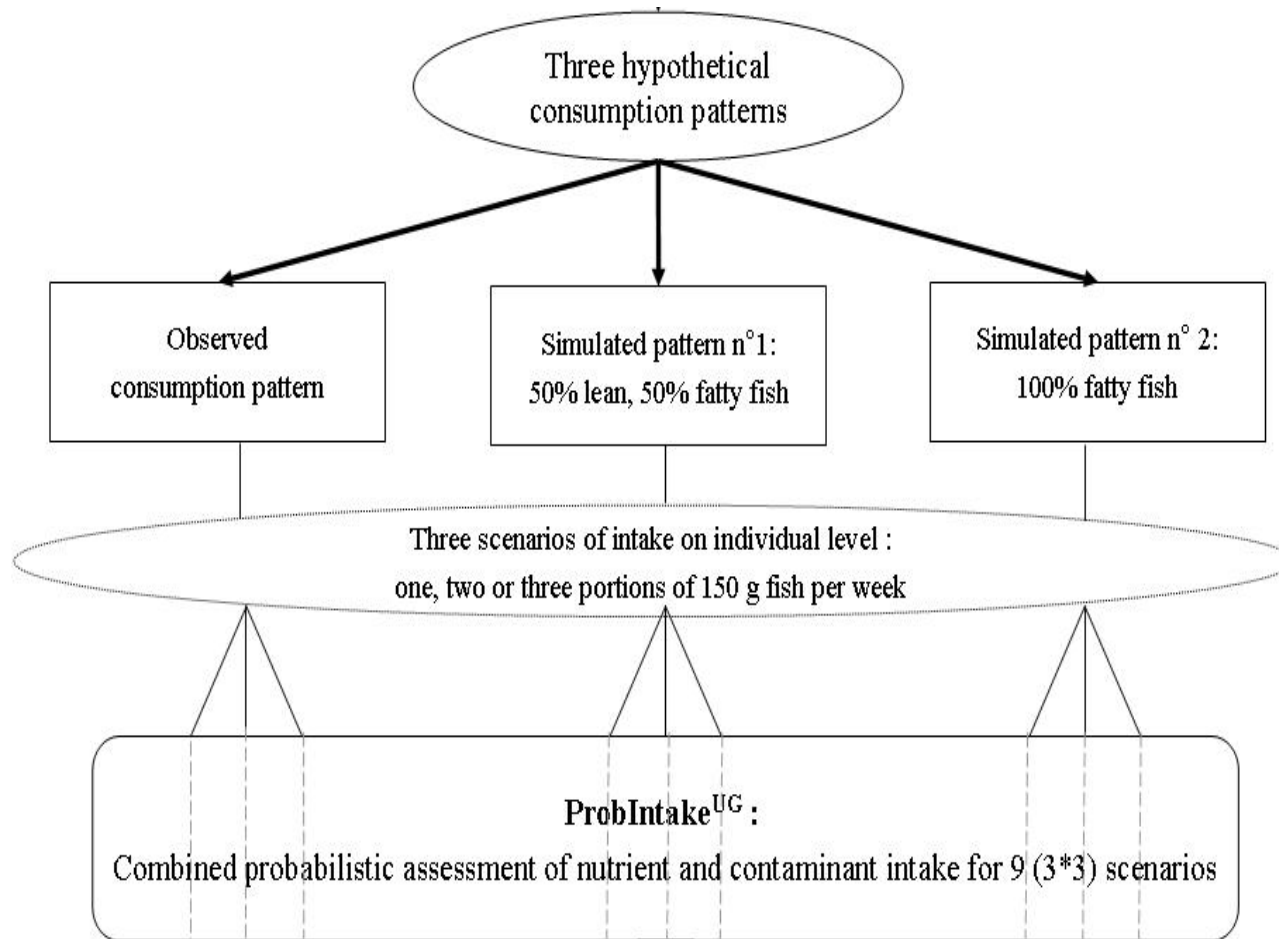 Three hypothetical
consumption patterns
Observed
consumption pattern
Simulated pattern n°1:
50% lean, 50% fatty fish
Simulated pattern n° 2:
100% fatty fish
Three scenarios of intake on individual level :
one, two or three portions of 150 g fish per week
ProbIntakeUG :
Combined probabilistic assessment of nutrient and contaminant intake for 9 (3*3) scenarios